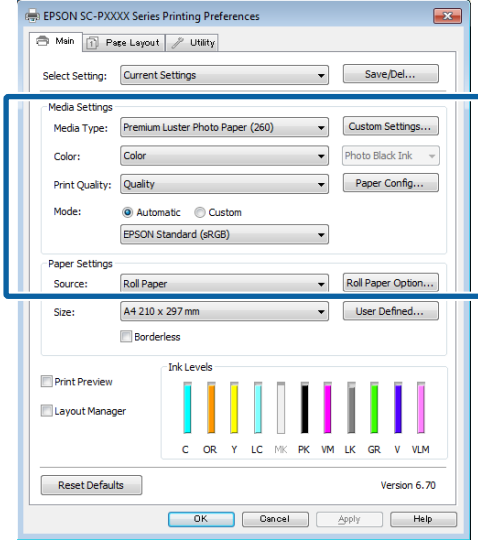 EPSON SC-PXXXX Series Printing Preferences
Main Page Layout Utility
Select Setting: Current Settings Save/Del...
Media Settings
Media Type: Premium Luster Photo Paper (260) Custom Settings...
Color: Color Photo Black Ink
Print Quality: Quality Paper Config...
Mode: Automatic Custom
EPSON Standard (sRGB)
Paper Settings
Source: Roll Paper Roll Paper Option...
Size: A4 210 x 297 mm User Defined...
Borderless
Ink Levels
Print Preview
Layout Manager
C OR Y LC MK PK VM LK GR V VLM
Reset Defaults Version 6.70
OK Cancel Apply Help